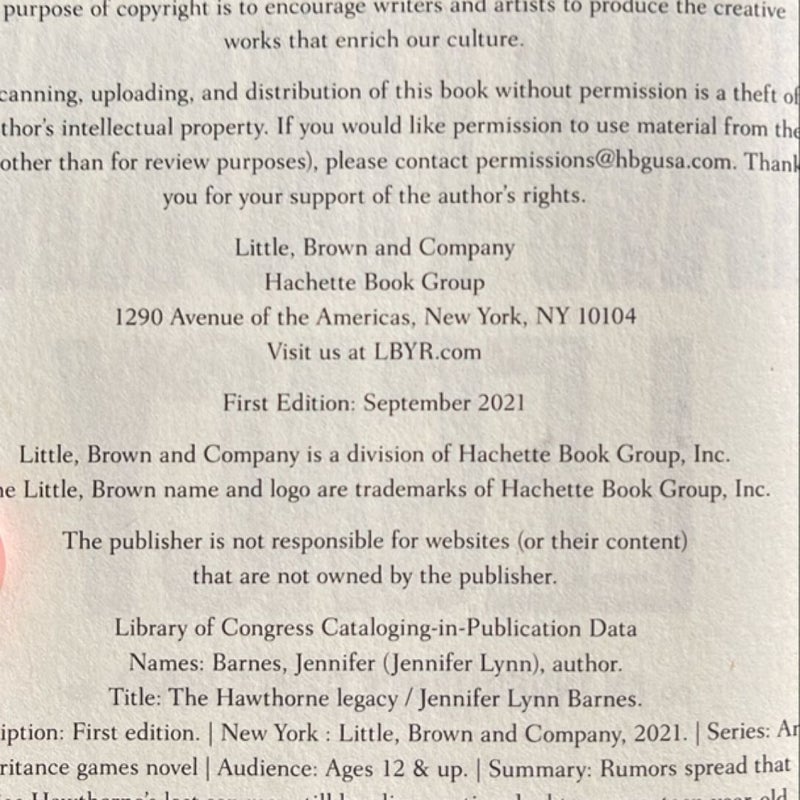 purpose of copyright is to encourage writers and artists to produce the creative
works that enrich our culture.
canning, uploading, and distribution of this book without permission is a theft of
thor's intellectual property. If you would like permission to use material from the
other than for review purposes), please contact permissions@hbgusa.com. Thank
you for your support of the author's rights.
Little, Brown and Company
Hachette Book Group
1290 Avenue of the Americas, New York, NY 10104
Visit us at LBYR.com
First Edition: September 2021
Little, Brown and Company is a division of Hachette Book Group, Inc.
he Little, Brown name and logo are trademarks of Hachette Book Group, Inc.
The publisher is not responsible for websites (or their content)
that are not owned by the publisher.
Library of Congress Cataloging-in-Publication Data
Names: Barnes, Jennifer (Jennifer Lynn), author.
Title: The Hawthorne legacy / Jennifer Lynn Barnes.
iption: First edition. | New York : Little, Brown and Company, 2021. | Series: An
ritance games novel | Audience: Ages 12 & up. | Summary: Rumors spread that